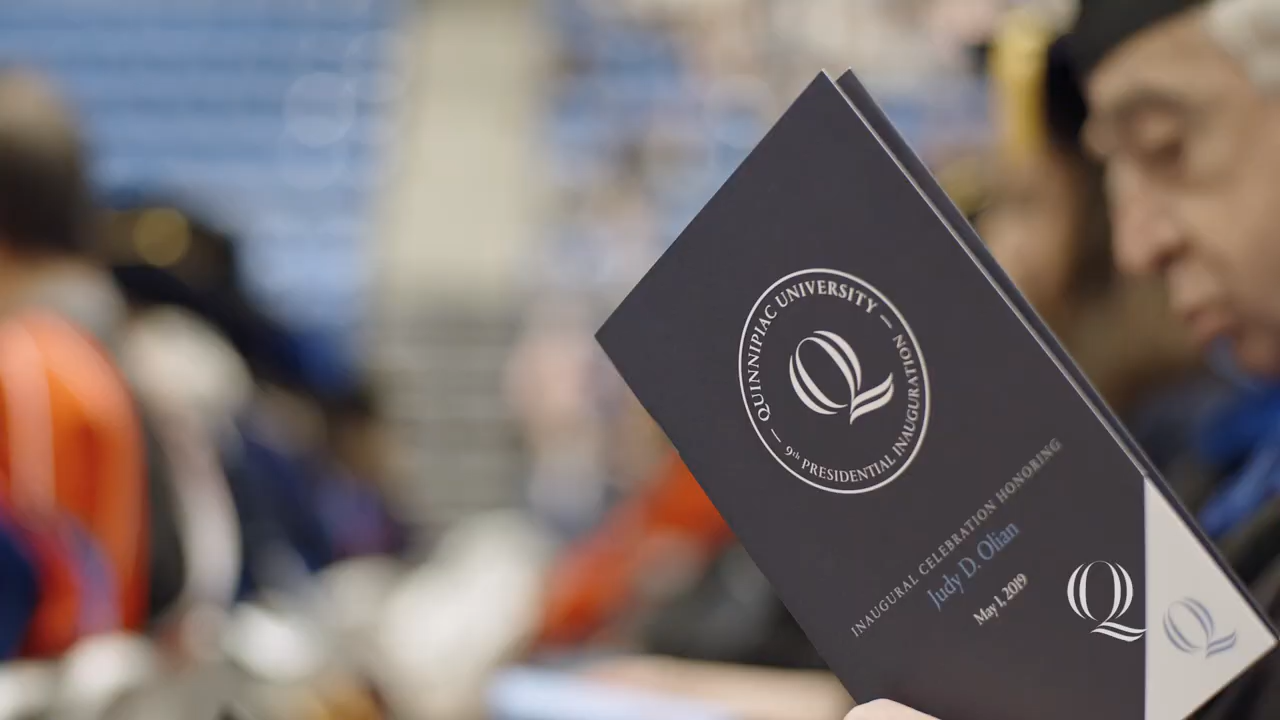 QUINNIPIAC UNIVERSITY —
9th PRESIDENTIAL INAUGURATION —
Q
INAUGURAL CELEBRATION HONORING
Judy D. Olian
May 1, 2019
Q
Q